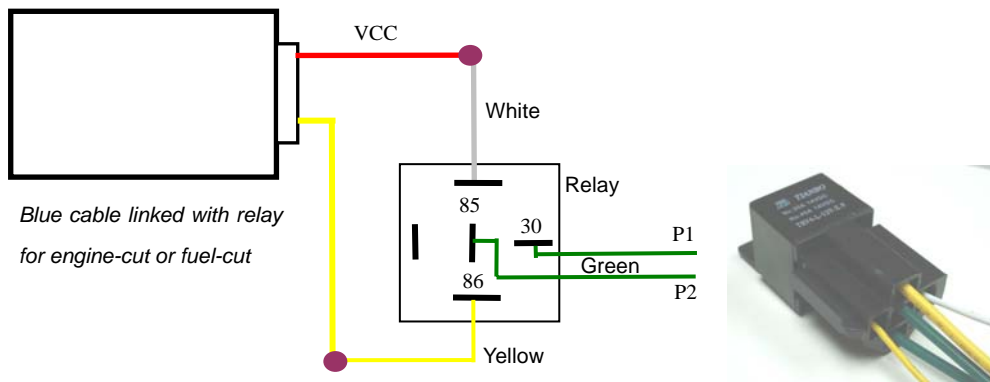 VCC
White
Relay
85
30
P1
Green
P2
86
Yellow
Blue cable linked with relay
for engine-cut or fuel-cut
TIANBO